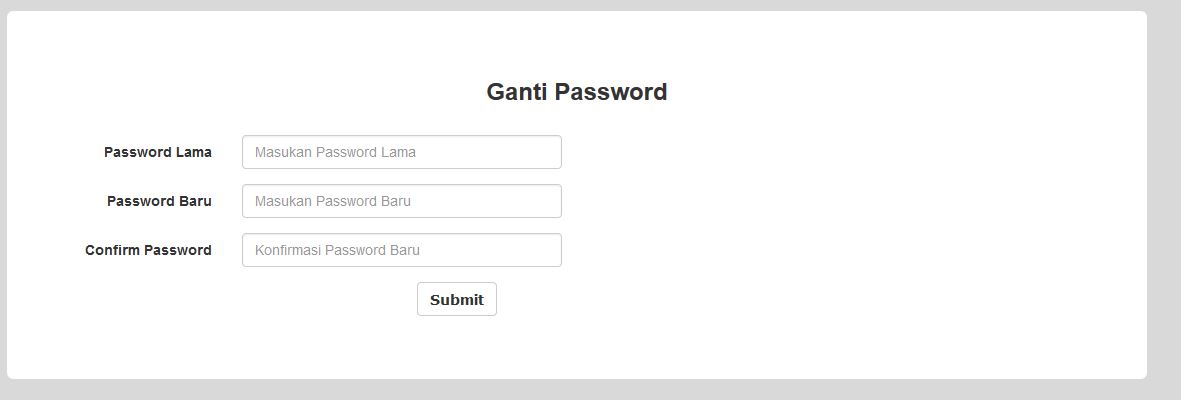 Ganti Password
Password Lama Masukan Password Lama
Password Baru Masukan Password Baru
Confirm Password Konfirmasi Password Baru
Submit